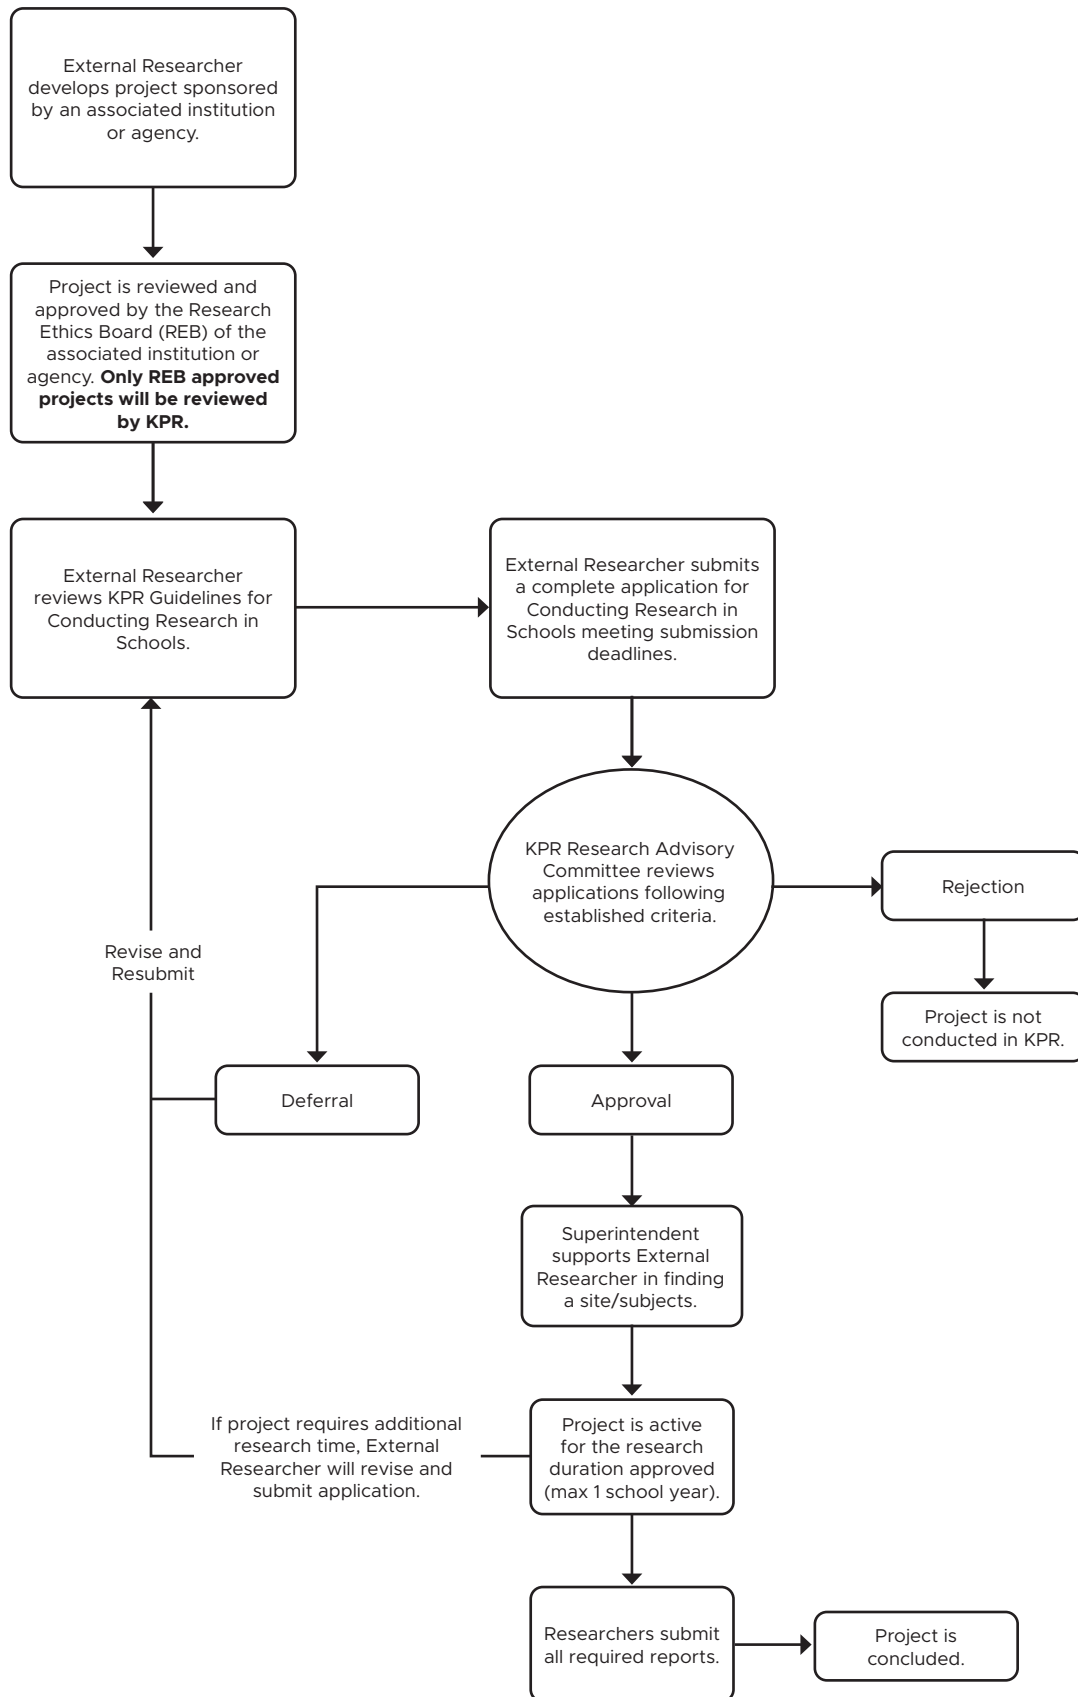 External Researcher
develops project sponsored
by an associated institution
or agency.
Project is reviewed and
approved by the Research
Ethics Board (REB) of the
associated institution or
agency. Only REB approved
projects will be reviewed
by KPR.
External Researcher
reviews KPR Guidelines for
Conducting Research in
Schools.
External Researcher submits
a complete application for
Conducting Research in
Schools meeting submission
deadlines.
KPR Research Advisory
Committee reviews
applications following
established criteria.
Rejection
Project is not
conducted in KPR.
Revise and
Resubmit
Deferral
Approval
Superintendent
supports External
Researcher in finding
a site/subjects.
If project requires additional
research time, External
Researcher will revise and
submit application.
Project is active
for the research
duration approved
(max 1 school year).
Researchers submit
all required reports.
Project is
concluded.